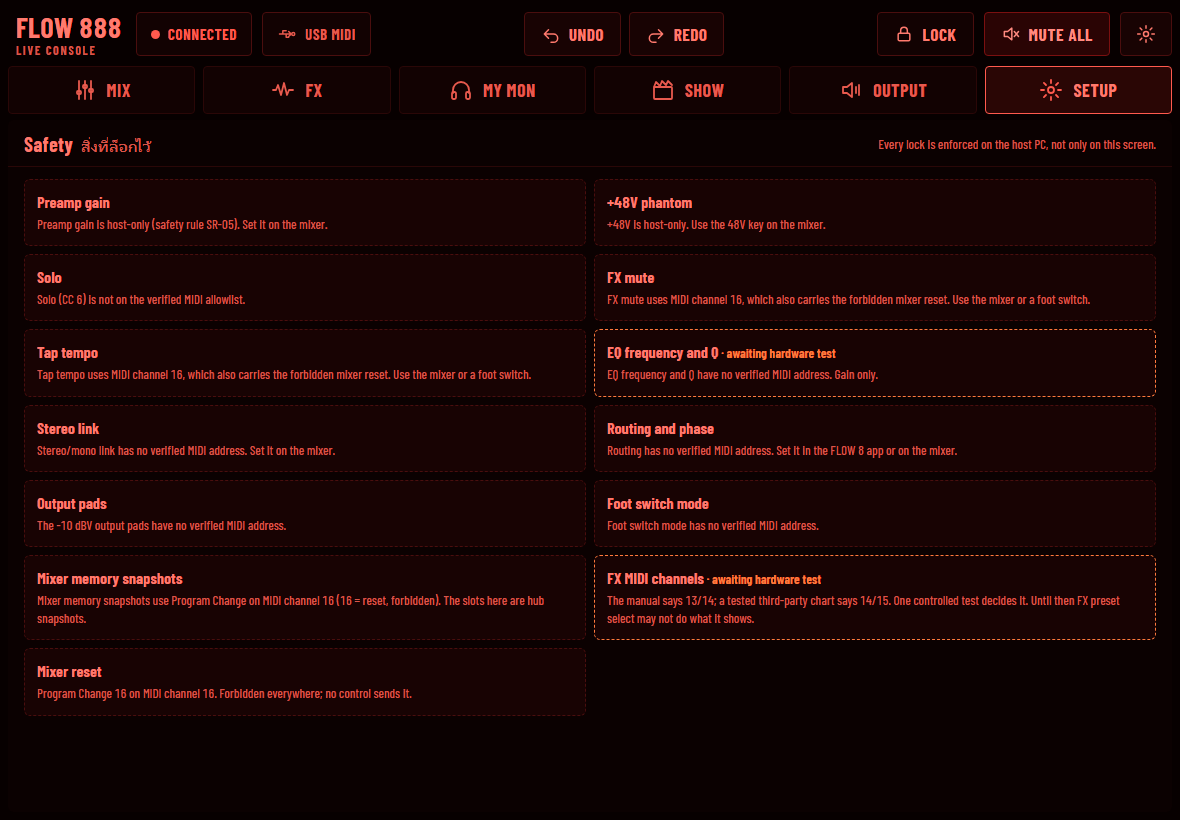 FLOW 888
LIVE CONSOLE
CONNECTED
USB MIDI
UNDO
REDO
LOCK
MUTE ALL
MIX
FX
MY MON
SHOW
OUTPUT
SETUP
Safety สิ่งที่ล็อกไว้
Every lock is enforced on the host PC, not only on this screen.
Preamp gain
Preamp gain is host-only (safety rule SR-05). Set it on the mixer.
+48V phantom
+48V is host-only. Use the 48V key on the mixer.
Solo
Solo (CC 6) is not on the verified MIDI allowlist.
FX mute
FX mute uses MIDI channel 16, which also carries the forbidden mixer reset. Use the mixer or a foot switch.
Tap tempo
Tap tempo uses MIDI channel 16, which also carries the forbidden mixer reset. Use the mixer or a foot switch.
EQ frequency and Q · awaiting hardware test
EQ frequency and Q have no verified MIDI address. Gain only.
Stereo link
Stereo/mono link has no verified MIDI address. Set it on the mixer.
Routing and phase
Routing has no verified MIDI address. Set it in the FLOW 8 app or on the mixer.
Output pads
The -10 dBV output pads have no verified MIDI address.
Foot switch mode
Foot switch mode has no verified MIDI address.
Mixer memory snapshots
Mixer memory snapshots use Program Change on MIDI channel 16 (16 = reset, forbidden). The slots here are hub
snapshots.
FX MIDI channels · awaiting hardware test
The manual says 13/14; a tested third-party chart says 14/15. One controlled test decides it. Until then FX preset
select may not do what it shows.
Mixer reset
Program Change 16 on MIDI channel 16. Forbidden everywhere; no control sends it.